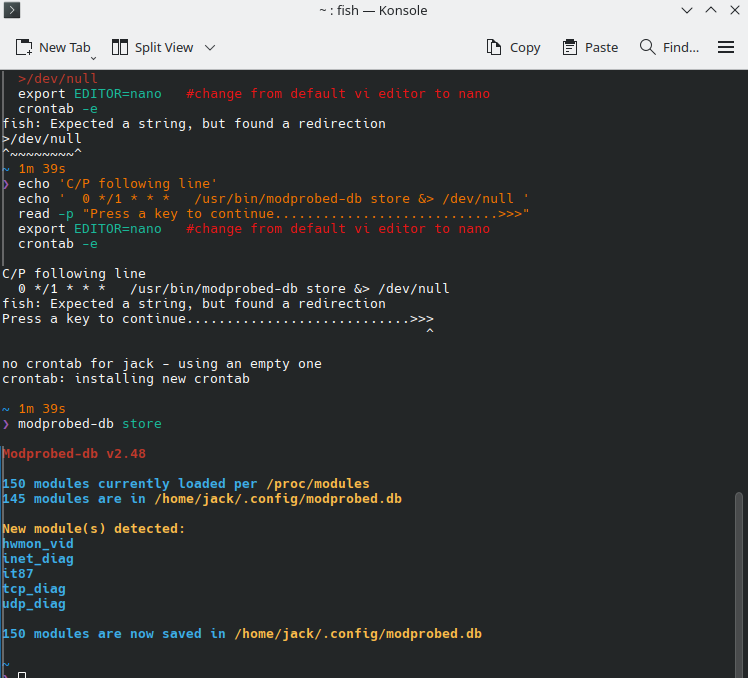 ~ : fish — Konsole
New Tab
Split View
Copy
Paste
Find...
>/dev/null
export EDITOR=nano   #change from default vi editor to nano
crontab -e
fish: Expected a string, but found a redirection
>/dev/null
^~~~~~~~~^
~ 1m 39s
❯ echo 'C/P following line'
echo '  0 */1 * * *   /usr/bin/modprobed-db store &> /dev/null '
read -p "Press a key to continue............................>>>"
export EDITOR=nano   #change from default vi editor to nano
crontab -e
C/P following line
0 */1 * * *   /usr/bin/modprobed-db store &> /dev/null
fish: Expected a string, but found a redirection
Press a key to continue............................>>>
^
no crontab for jack - using an empty one
crontab: installing new crontab
~ 1m 39s
❯ modprobed-db store
Modprobed-db v2.48
150 modules currently loaded per /proc/modules
145 modules are in /home/jack/.config/modprobed.db
New module(s) detected:
hwmon_vid
inet_diag
it87
tcp_diag
udp_diag
150 modules are now saved in /home/jack/.config/modprobed.db
~